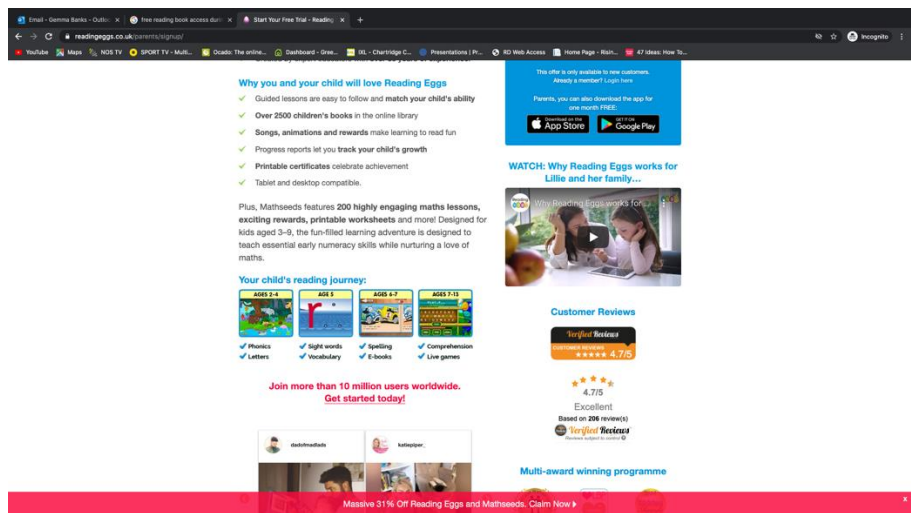 Email - Gemma Banks - Outloo
free reading book access durin
Start Your Free Trial - Reading
readingeggs.co.uk/parents/signup/
Incognito
YouTube
Maps
NOS TV
SPORT TV - Multi...
Ocado: The online...
Dashboard - Gree...
IXL - Chartridge C...
Presentations | Pr...
RD Web Access
Home Page - Risin...
47 Ideas: How To...
Why you and your child will love Reading Eggs
Guided lessons are easy to follow and match your child's ability
Over 2500 children's books in the online library
Songs, animations and rewards make learning to read fun
Progress reports let you track your child's growth
Printable certificates celebrate achievement
Tablet and desktop compatible.
Plus, Mathseeds features 200 highly engaging maths lessons,
exciting rewards, printable worksheets and more! Designed for
kids aged 3–9, the fun-filled learning adventure is designed to
teach essential early numeracy skills while nurturing a love of
maths.
Your child's reading journey:
AGES 2-4
AGE 5
AGES 6-7
AGES 7-13
r
Phonics
Sight words
Spelling
Comprehension
Letters
Vocabulary
E-books
Live games
Join more than 10 million users worldwide.
Get started today!
dadofmadlads
katiepiper_
This offer is only available to new customers.
Already a member? Login here
Parents, you can also download the app for
one month FREE:
Download on the
App Store
GET IT ON
Google Play
WATCH: Why Reading Eggs works for
Lillie and her family...
Why Reading Eggs works for...
Customer Reviews
Verified Reviews
CUSTOMER REVIEWS
4.7/5
4.7/5
Excellent
Based on 206 review(s)
Verified Reviews
Reviews subject to control
Multi-award winning programme
Massive 31% Off Reading Eggs and Mathseeds. Claim Now
x